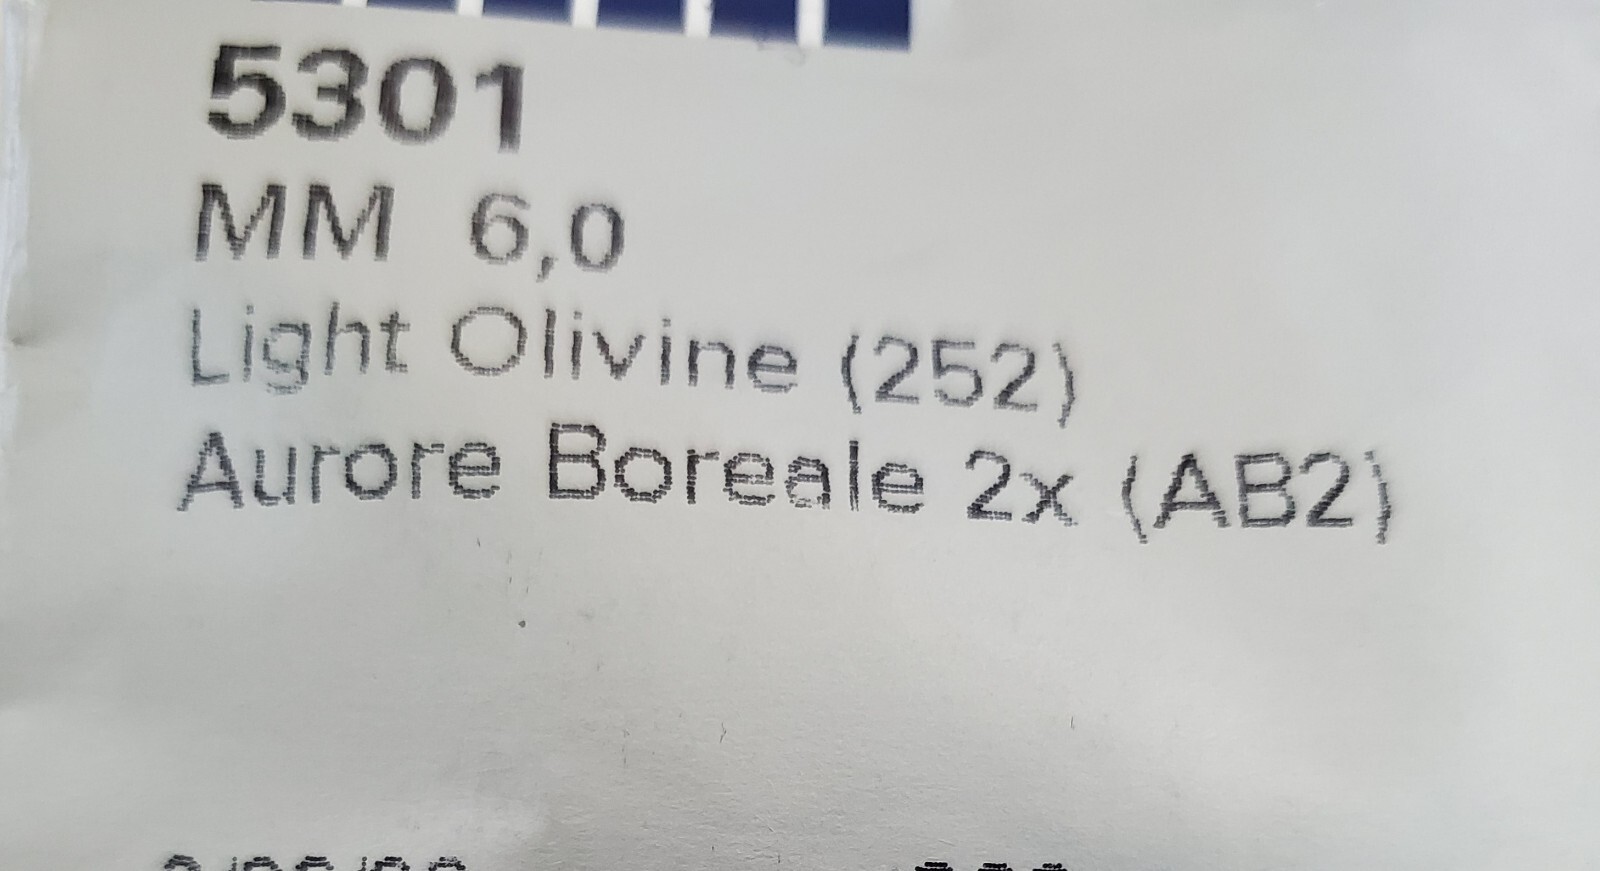 5301
MM 6,0
Light Olivine (252)
Aurore Boreale 2x (AB2)